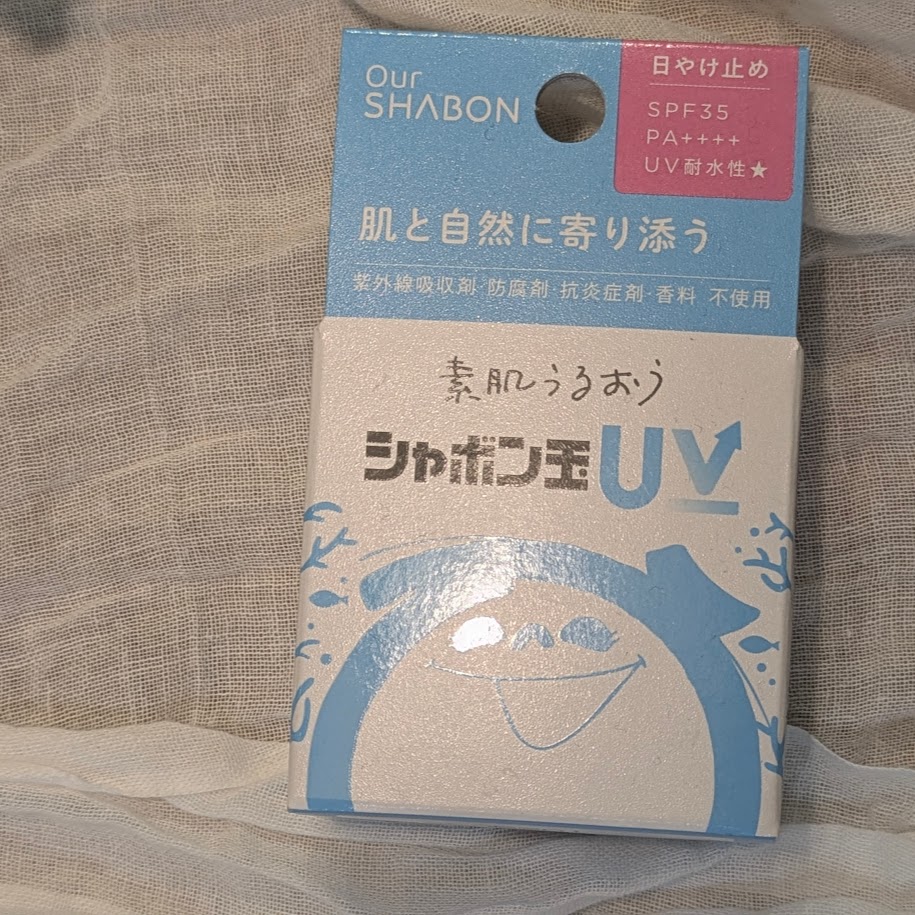 Our
SHABON
日やけ止め
SPF35
PA++++
UV耐水性★
肌と自然に寄り添う
紫外線吸収剤・防腐剤・抗炎症剤・香料 不使用
素肌うるおう
シャボン玉UV